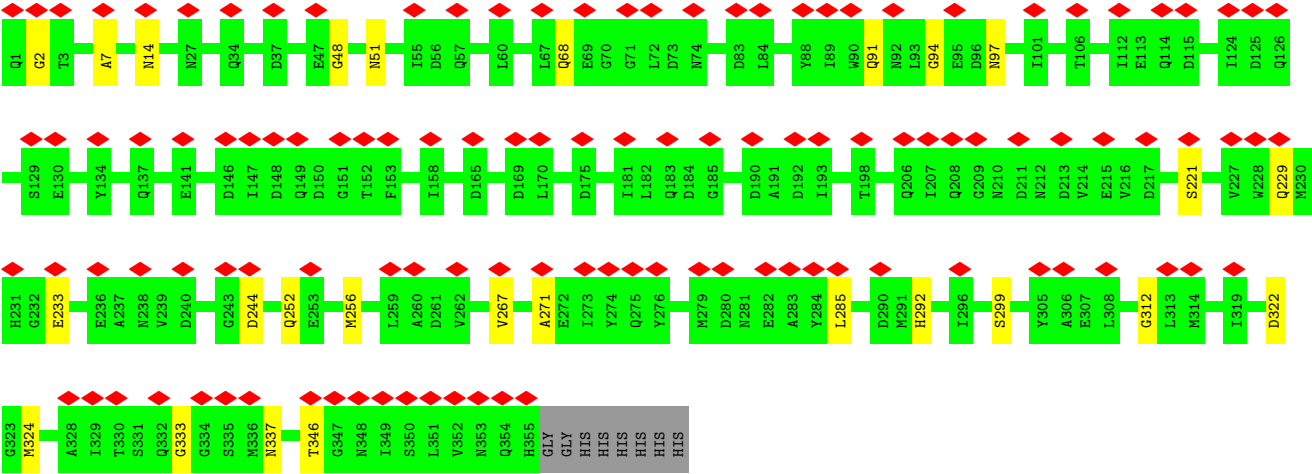 Q1 G2 T3 A7 N14 N27 Q34 D37 E47 G48 N51 I55 D56 Q57 L60 L67 Q68 E69 G70 G71 L72 D73 N74 D83 L84 Y88 I89 W90 Q91 N92 L93 G94 E95 D96 N97 I101 T106 I112 E113 Q114 D115 I124 D125 Q126
S129 E130 Y134 Q137 E141 D146 I147 D148 Q149 D150 G151 T152 F153 I158 D165 D169 L170 D175 I181 L182 Q183 D184 G185 D190 A191 D192 I193 T198 Q206 I207 Q208 G209 N210 D211 N212 D213 V214 E215 V216 D217 S221 V227 W228 Q229 M230
H231 G232 E233 E236 A237 N238 V239 D240 G243 D244 Q252 E253 M256 L259 A260 D261 V262 V267 A271 E272 I273 Y274 Q275 Y276 M279 D280 N281 E282 A283 Y284 L285 D290 M291 H292 I296 S299 Y305 A306 E307 L308 G312 L313 M314 I319 D322
G323 M324 A328 I329 T330 S331 Q332 G333 G334 S335 M336 N337 T346 G347 N348 I349 S350 L351 V352 N353 Q354 H355 GLY GLY HIS HIS HIS HIS HIS HIS